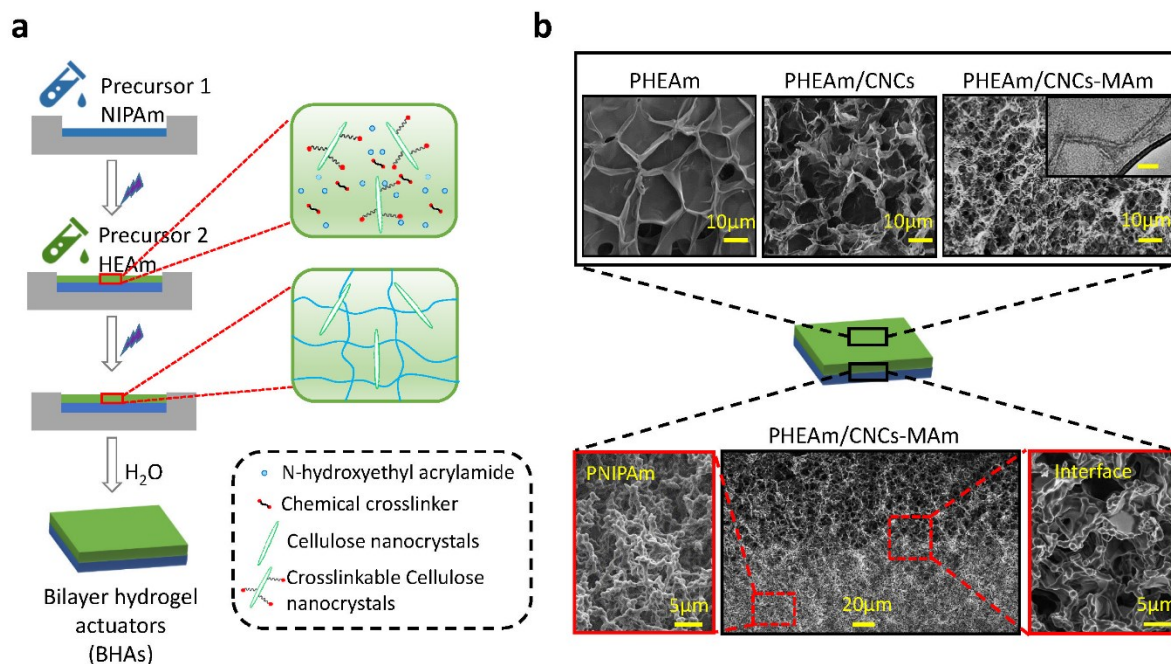 a
Precursor 1
NIPAm
Precursor 2
HEAm
H₂O
Bilayer hydrogel
actuators
(BHAs)
N-hydroxyethyl acrylamide
Chemical crosslinker
Cellulose nanocrystals
Crosslinkable Cellulose
nanocrystals
b
PHEAm
PHEAm/CNCs
PHEAm/CNCs-MAm
10μm
10μm
10μm
PHEAm/CNCs-MAm
PNIPAm
Interface
5μm
20μm
5μm